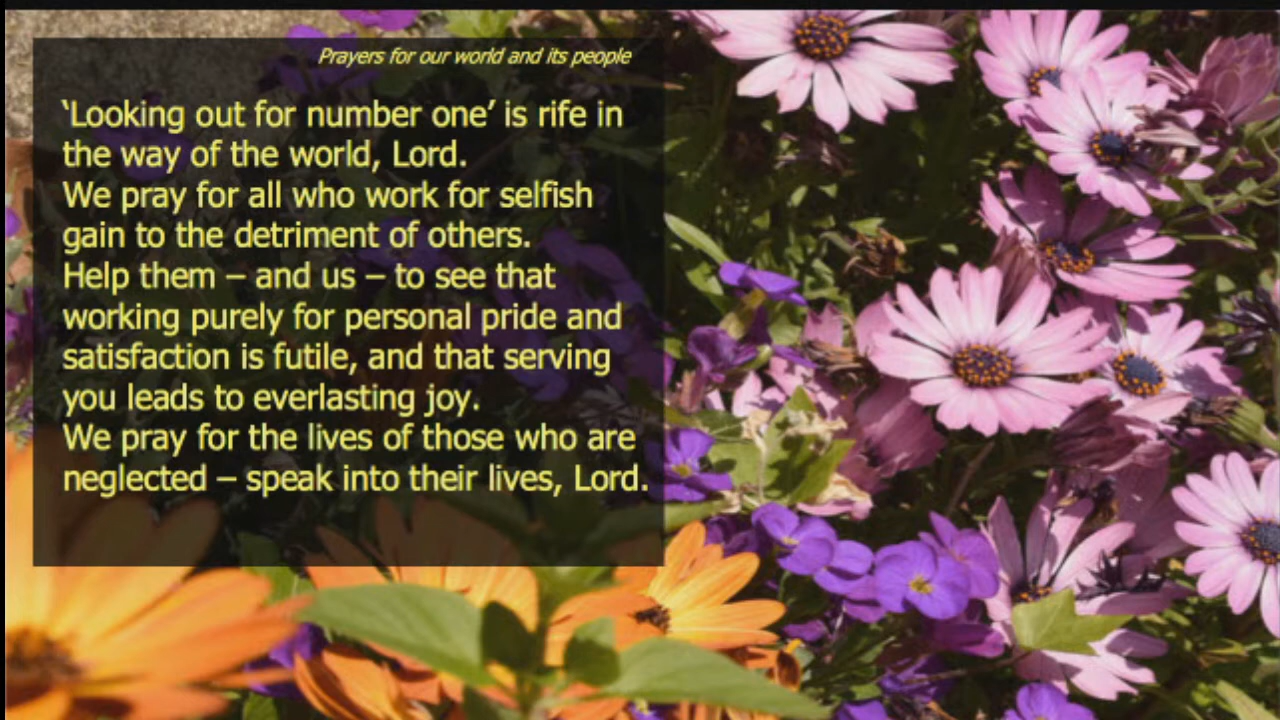 Prayers for our world and its people
‘Looking out for number one’ is rife in
the way of the world, Lord.
We pray for all who work for selfish
gain to the detriment of others.
Help them – and us – to see that
working purely for personal pride and
satisfaction is futile, and that serving
you leads to everlasting joy.
We pray for the lives of those who are
neglected – speak into their lives, Lord.